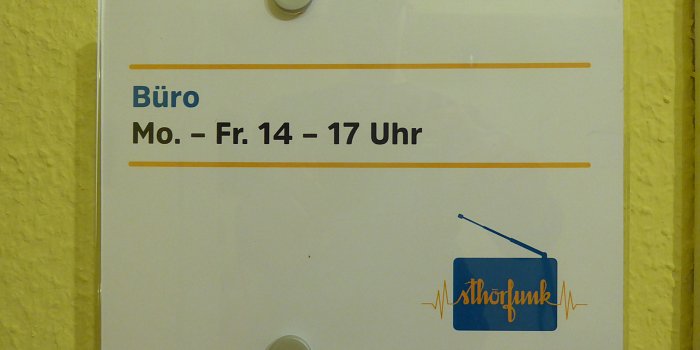 Büro
Mo. – Fr. 14 – 17 Uhr
sthörfunk